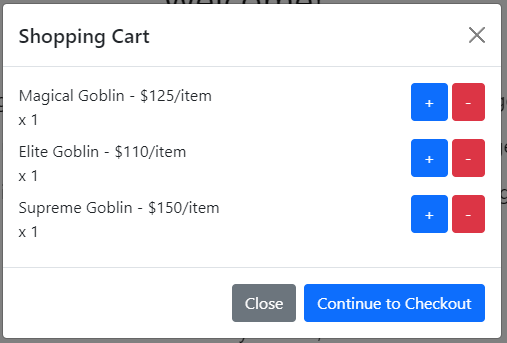 Shopping Cart
Magical Goblin - $125/item
x 1
+ -
Elite Goblin - $110/item
x 1
+ -
Supreme Goblin - $150/item
x 1
+ -
Close Continue to Checkout